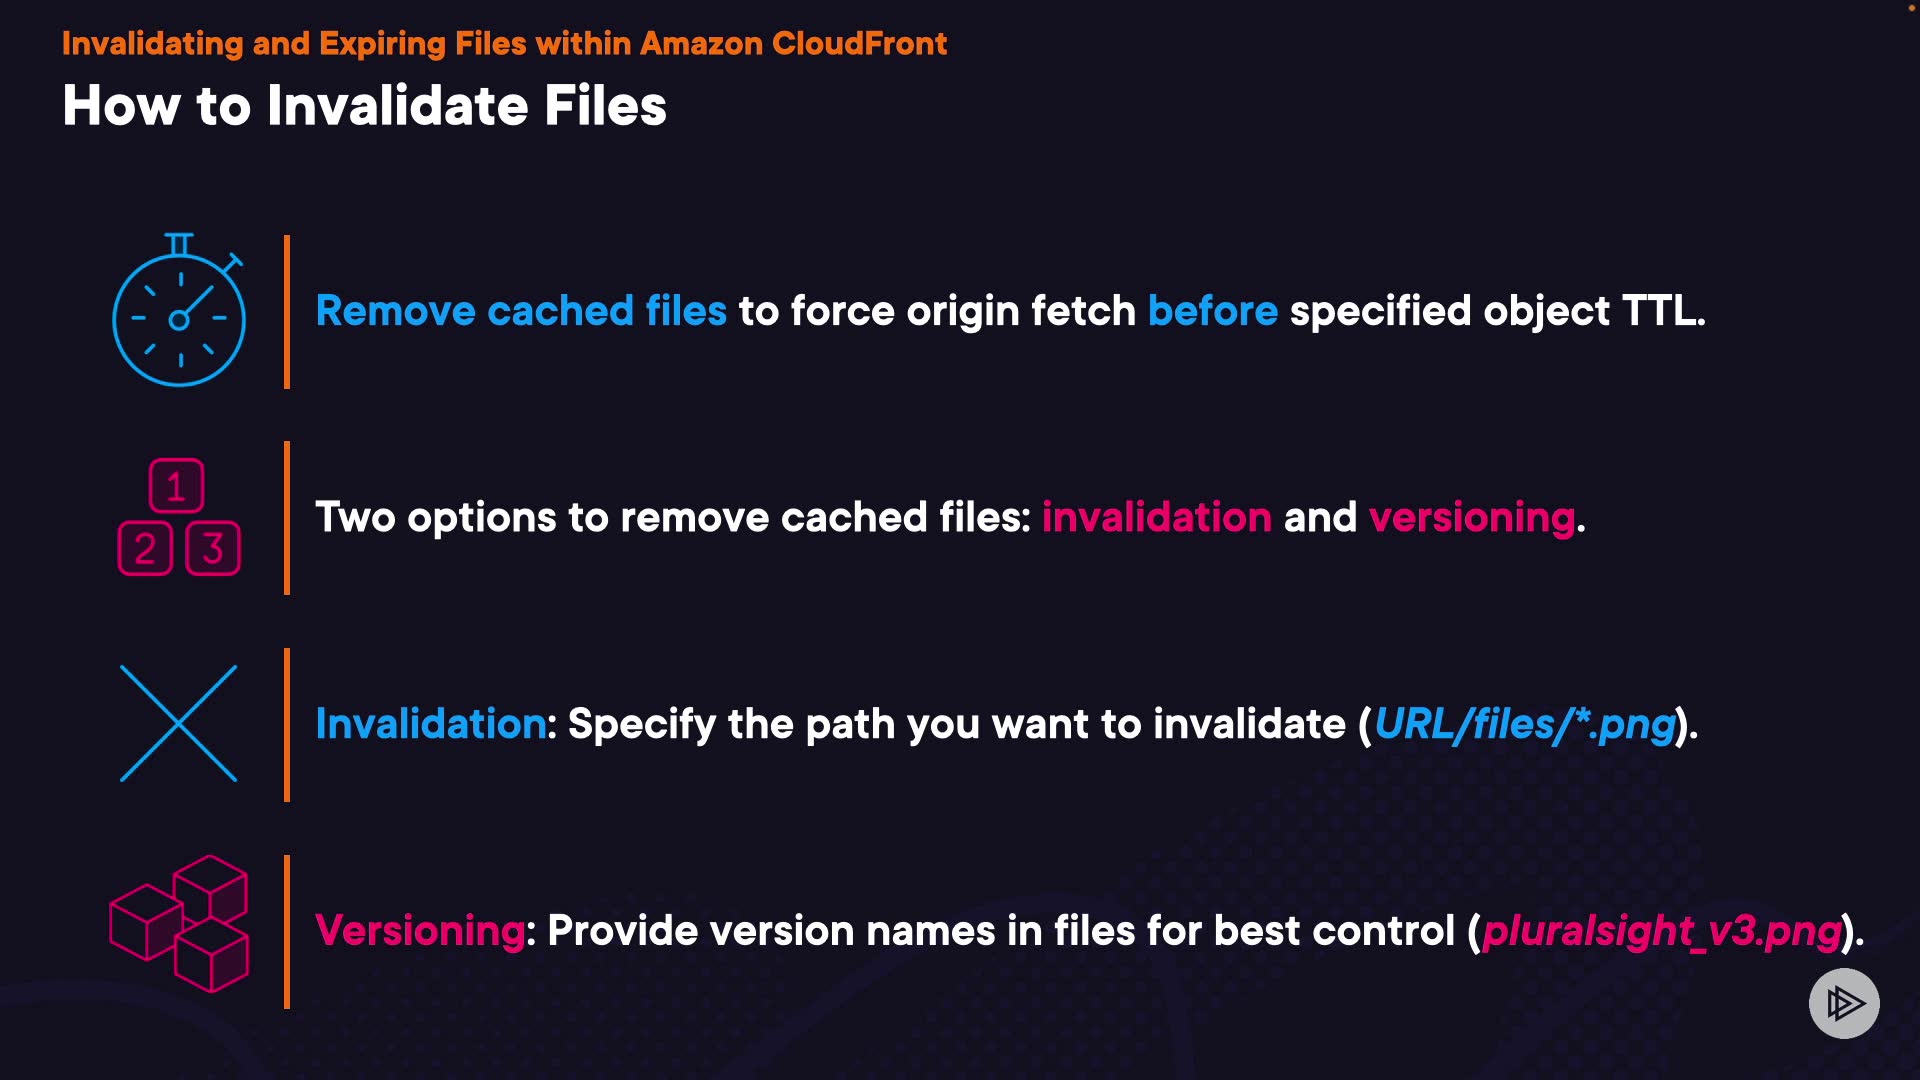 Invalidating and Expiring Files within Amazon CloudFront
How to Invalidate Files
Remove cached files to force origin fetch before specified object TTL.
1
2 3
Two options to remove cached files: invalidation and versioning.
Invalidation: Specify the path you want to invalidate (URL/files/*.png).
Versioning: Provide version names in files for best control (pluralsight_v3.png).